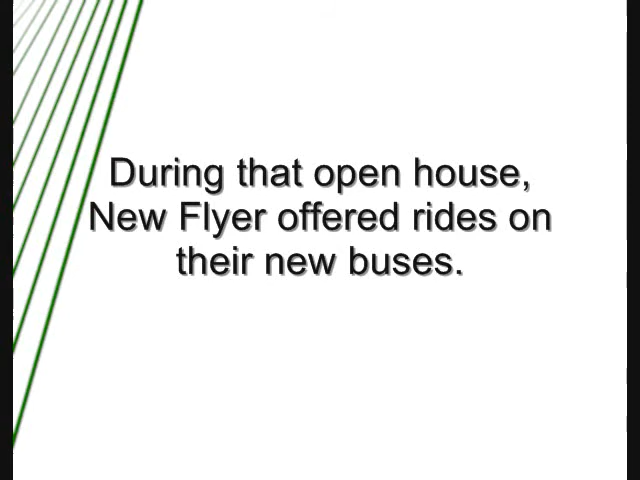 During that open house,
New Flyer offered rides on
their new buses.